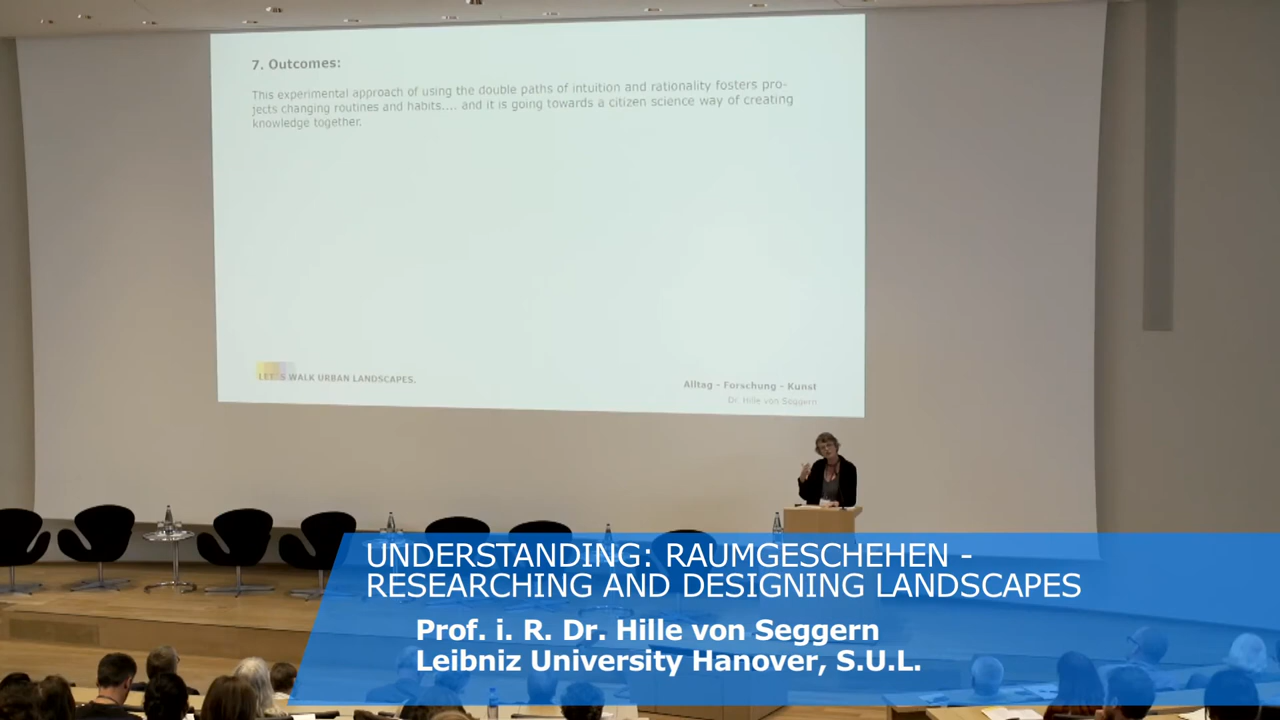 7. Outcomes:
This experimental approach of using the double paths of intuition and rationality fosters pro-
jects changing routines and habits.... and it is going towards a citizen science way of creating
knowledge together.
LET'S WALK URBAN LANDSCAPES.
Alltag - Forschung - Kunst
Dr. Hille von Seggern
UNDERSTANDING: RAUMGESCHEHEN -
RESEARCHING AND DESIGNING LANDSCAPES
Prof. i. R. Dr. Hille von Seggern
Leibniz University Hanover, S.U.L.